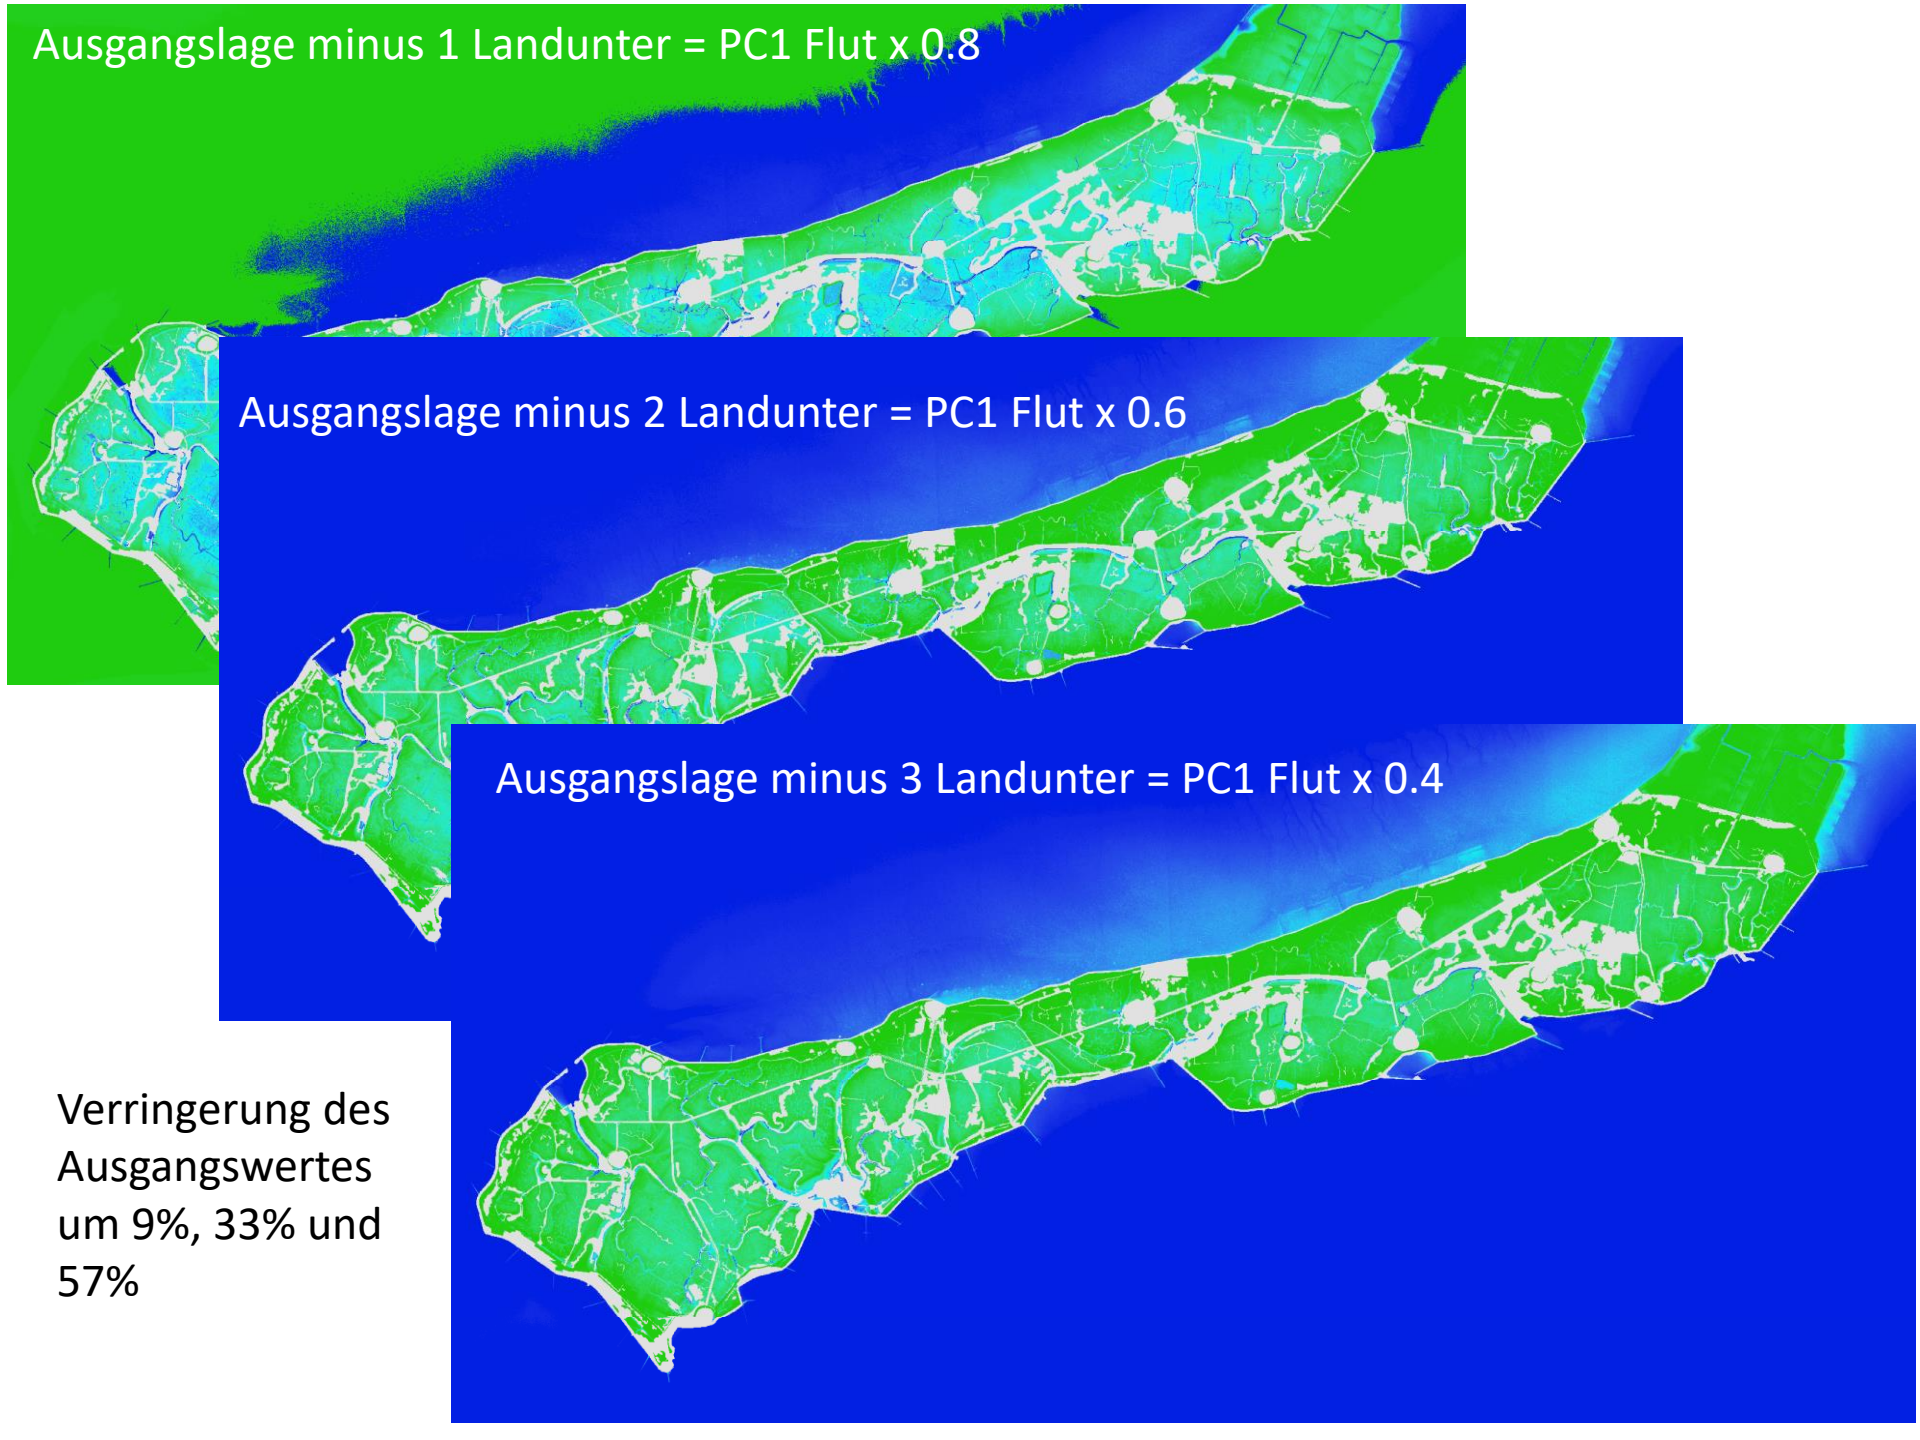 Ausgangslage minus 1 Landunter = PC1 Flut x 0.8
Ausgangslage minus 2 Landunter = PC1 Flut x 0.6
Ausgangslage minus 3 Landunter = PC1 Flut x 0.4
Verringerung des
Ausgangswertes
um 9%, 33% und
57%